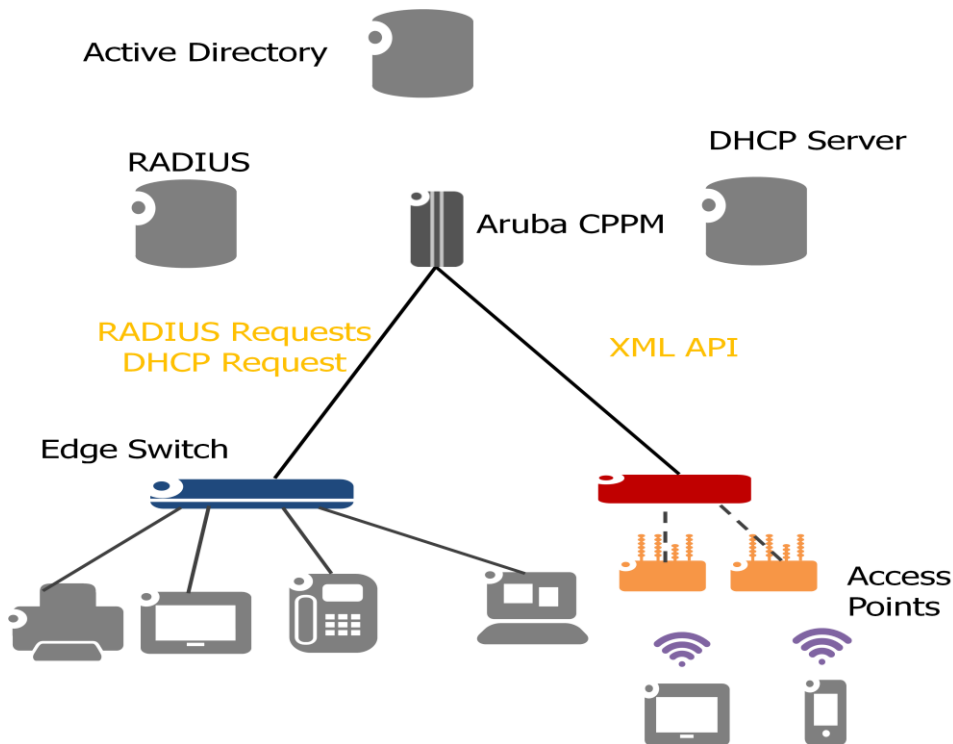 Active Directory
RADIUS
DHCP Server
Aruba CPPM
RADIUS Requests
DHCP Request
XML API
Edge Switch
Access
Points